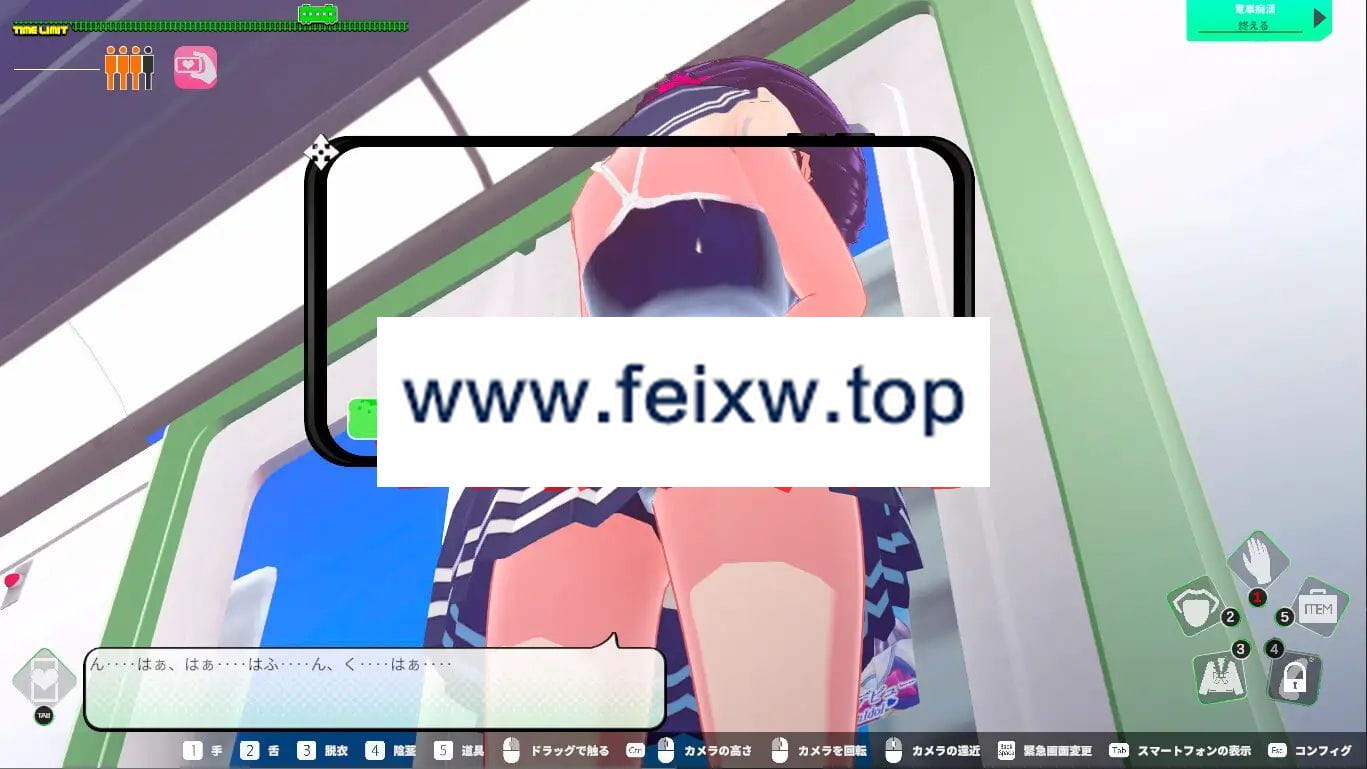 TIME LIMIT
電車痴漢
終える
www.feixw.top
ん‥‥はぁ、はぁ‥‥はふ‥‥ん、く‥‥はぁ‥‥
TAB
1
2
5
ITEM
3
4
1 手 2 舌 3 脱衣 4 陰茎 5 道具 ドラッグで触る Ctrl カメラの高さ カメラを回転 カメラの遠近 Back Space 緊急画面変更 Tab スマートフォンの表示 Esc コンフィグ